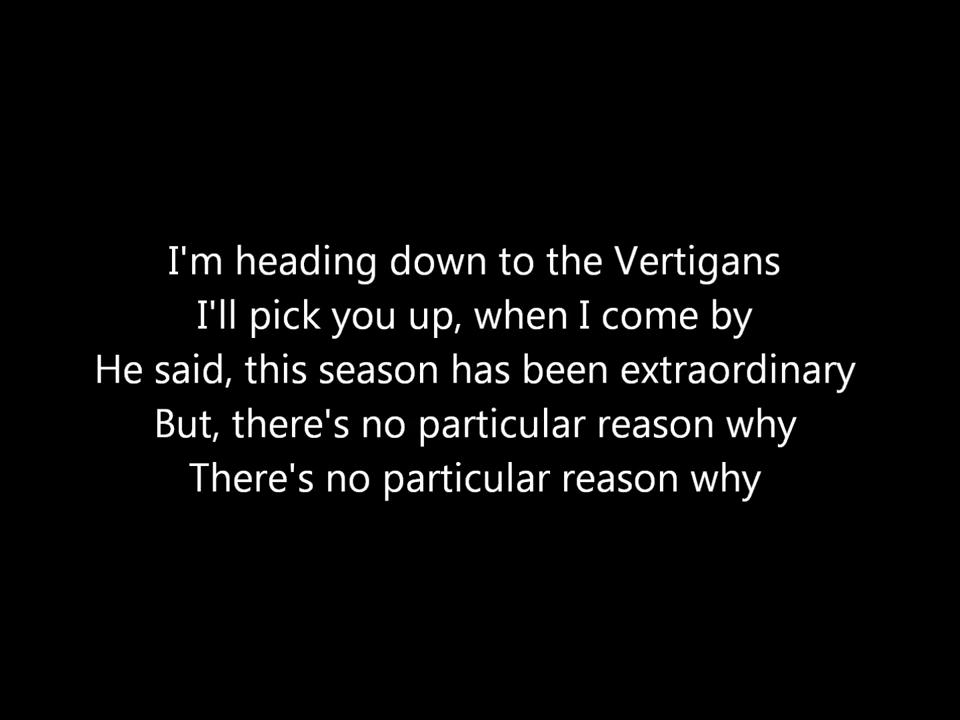 I'm heading down to the Vertigans
I'll pick you up, when I come by
He said, this season has been extraordinary
But, there's no particular reason why
There's no particular reason why